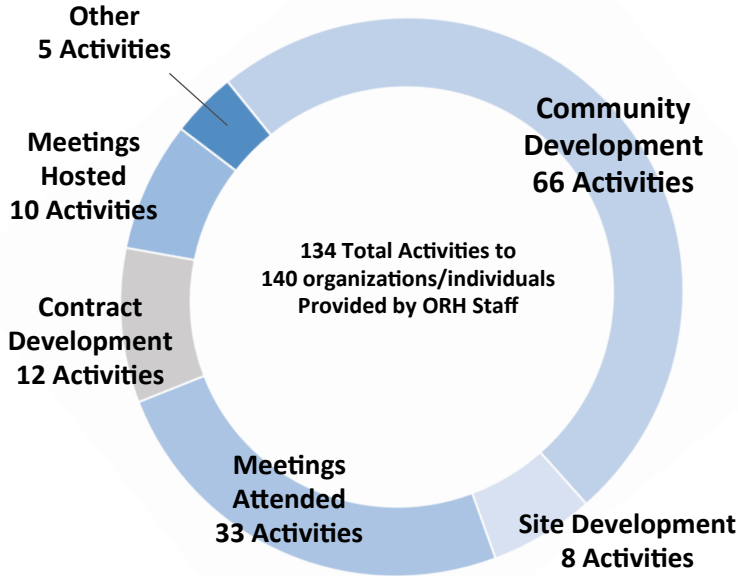 Other
5 Activities
Community
Development
66 Activities
Meetings
Hosted
10 Activities
134 Total Activities to
140 organizations/individuals
Provided by ORH Staff
Contract
Development
12 Activities
Meetings
Attended
33 Activities
Site Development
8 Activities